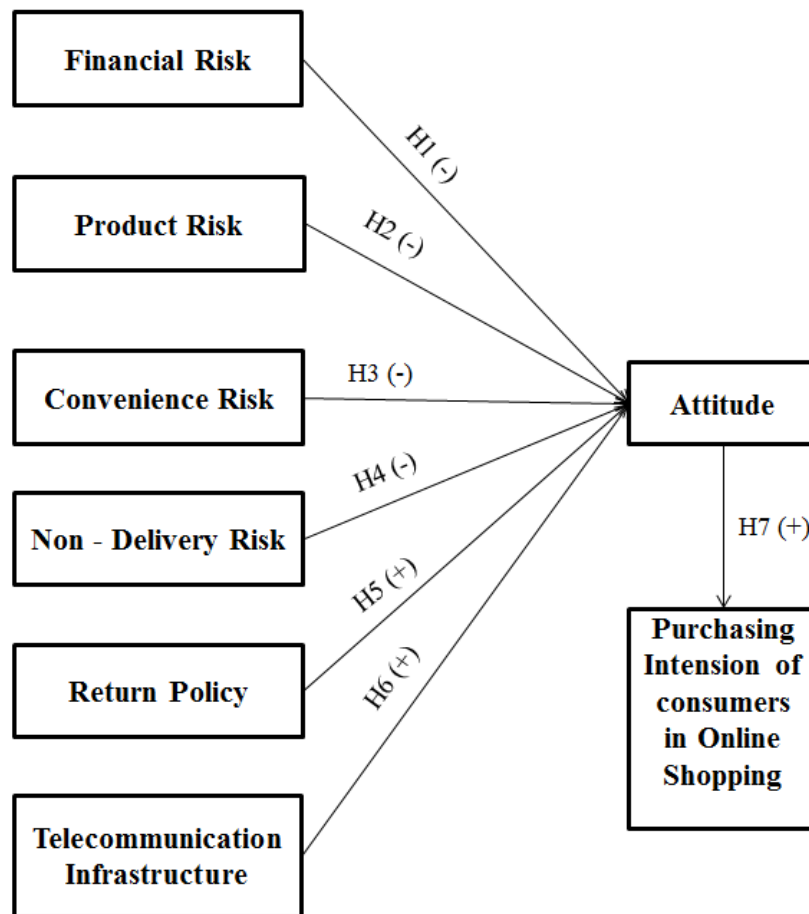 Financial Risk
H1 (-)
Product Risk
H2 (-)
Convenience Risk
H3 (-)
Attitude
Non - Delivery Risk
H4 (-)
H7 (+)
Return Policy
H5 (+)
Purchasing
Intension of
consumers
in Online
Shopping
Telecommunication
Infrastructure
H6 (+)